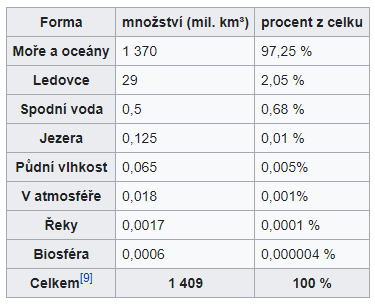 Forma množství (mil. km³) procent z celku
Moře a oceány 1 370 97,25 %
Ledovce 29 2,05 %
Spodní voda 0,5 0,68 %
Jezera 0,125 0,01 %
Půdní vlhkost 0,065 0,005%
V atmosféře 0,018 0,001%
Řeky 0,0017 0,0001 %
Biosféra 0,0006 0,000004 %
Celkem[9] 1 409 100 %